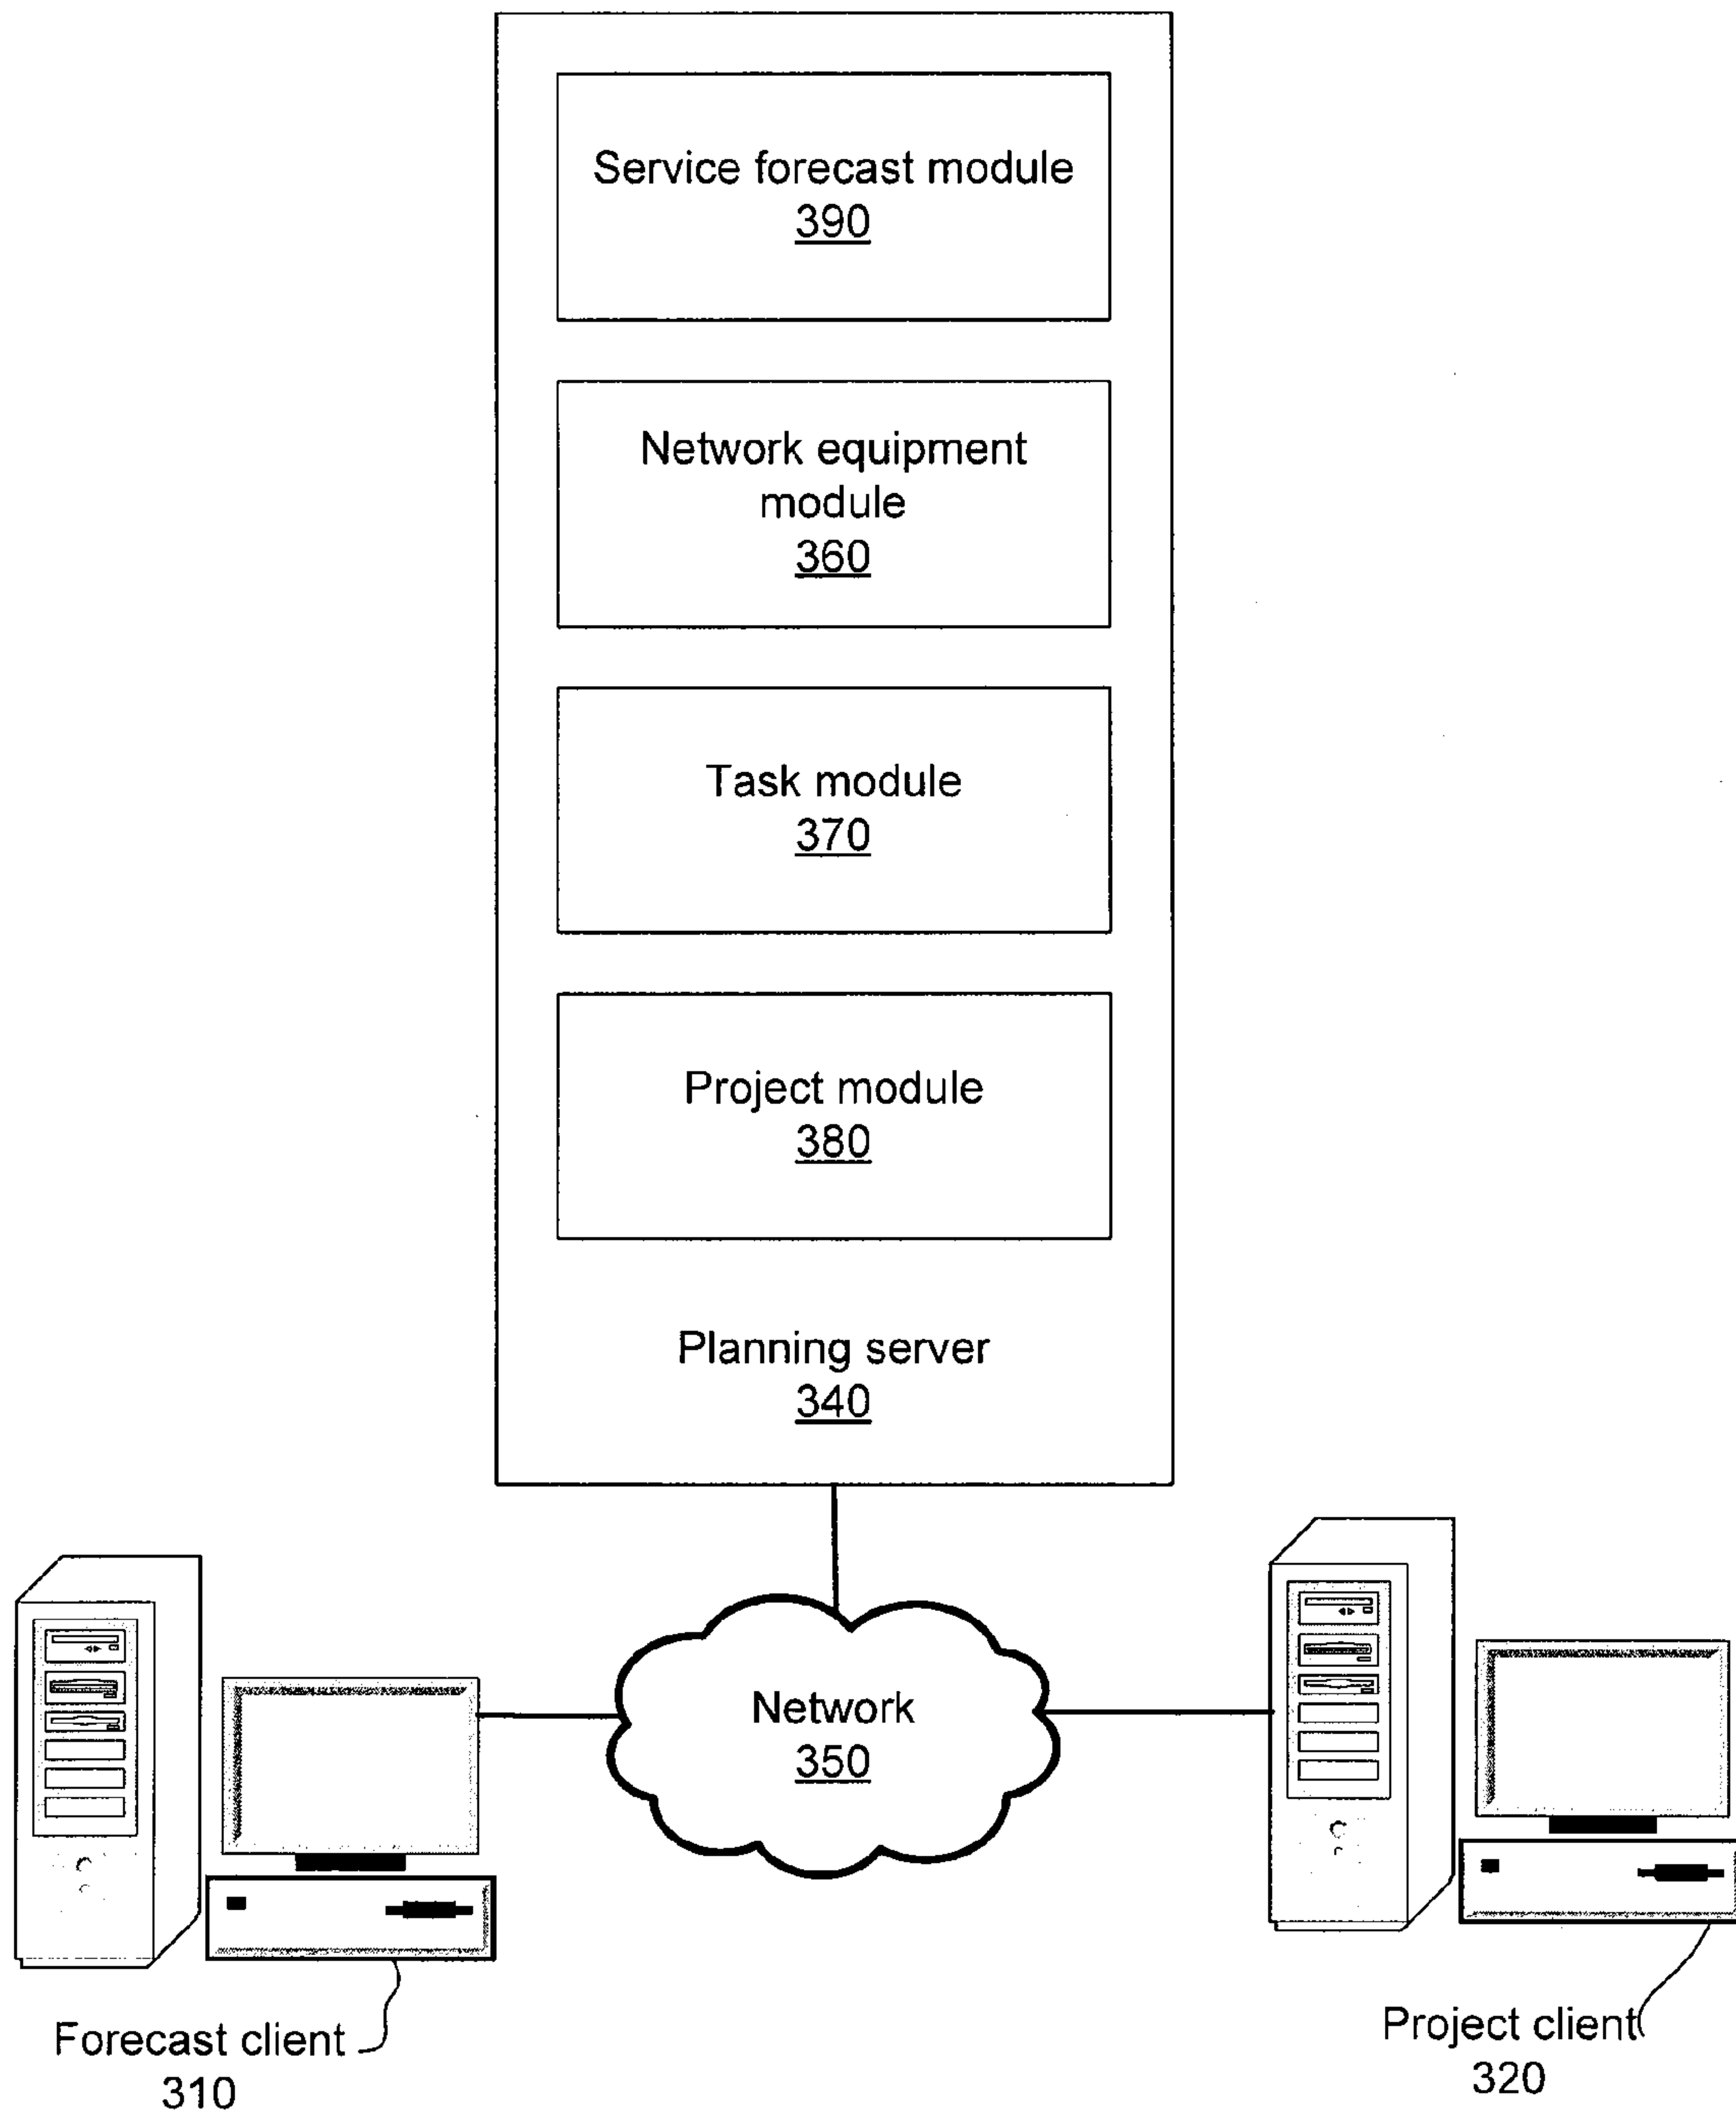 Service forecast module
390
Network equipment
module
360
Task module
370
Project module
380
Planning server
340
Network
350
Forecast client
310
Project client
320